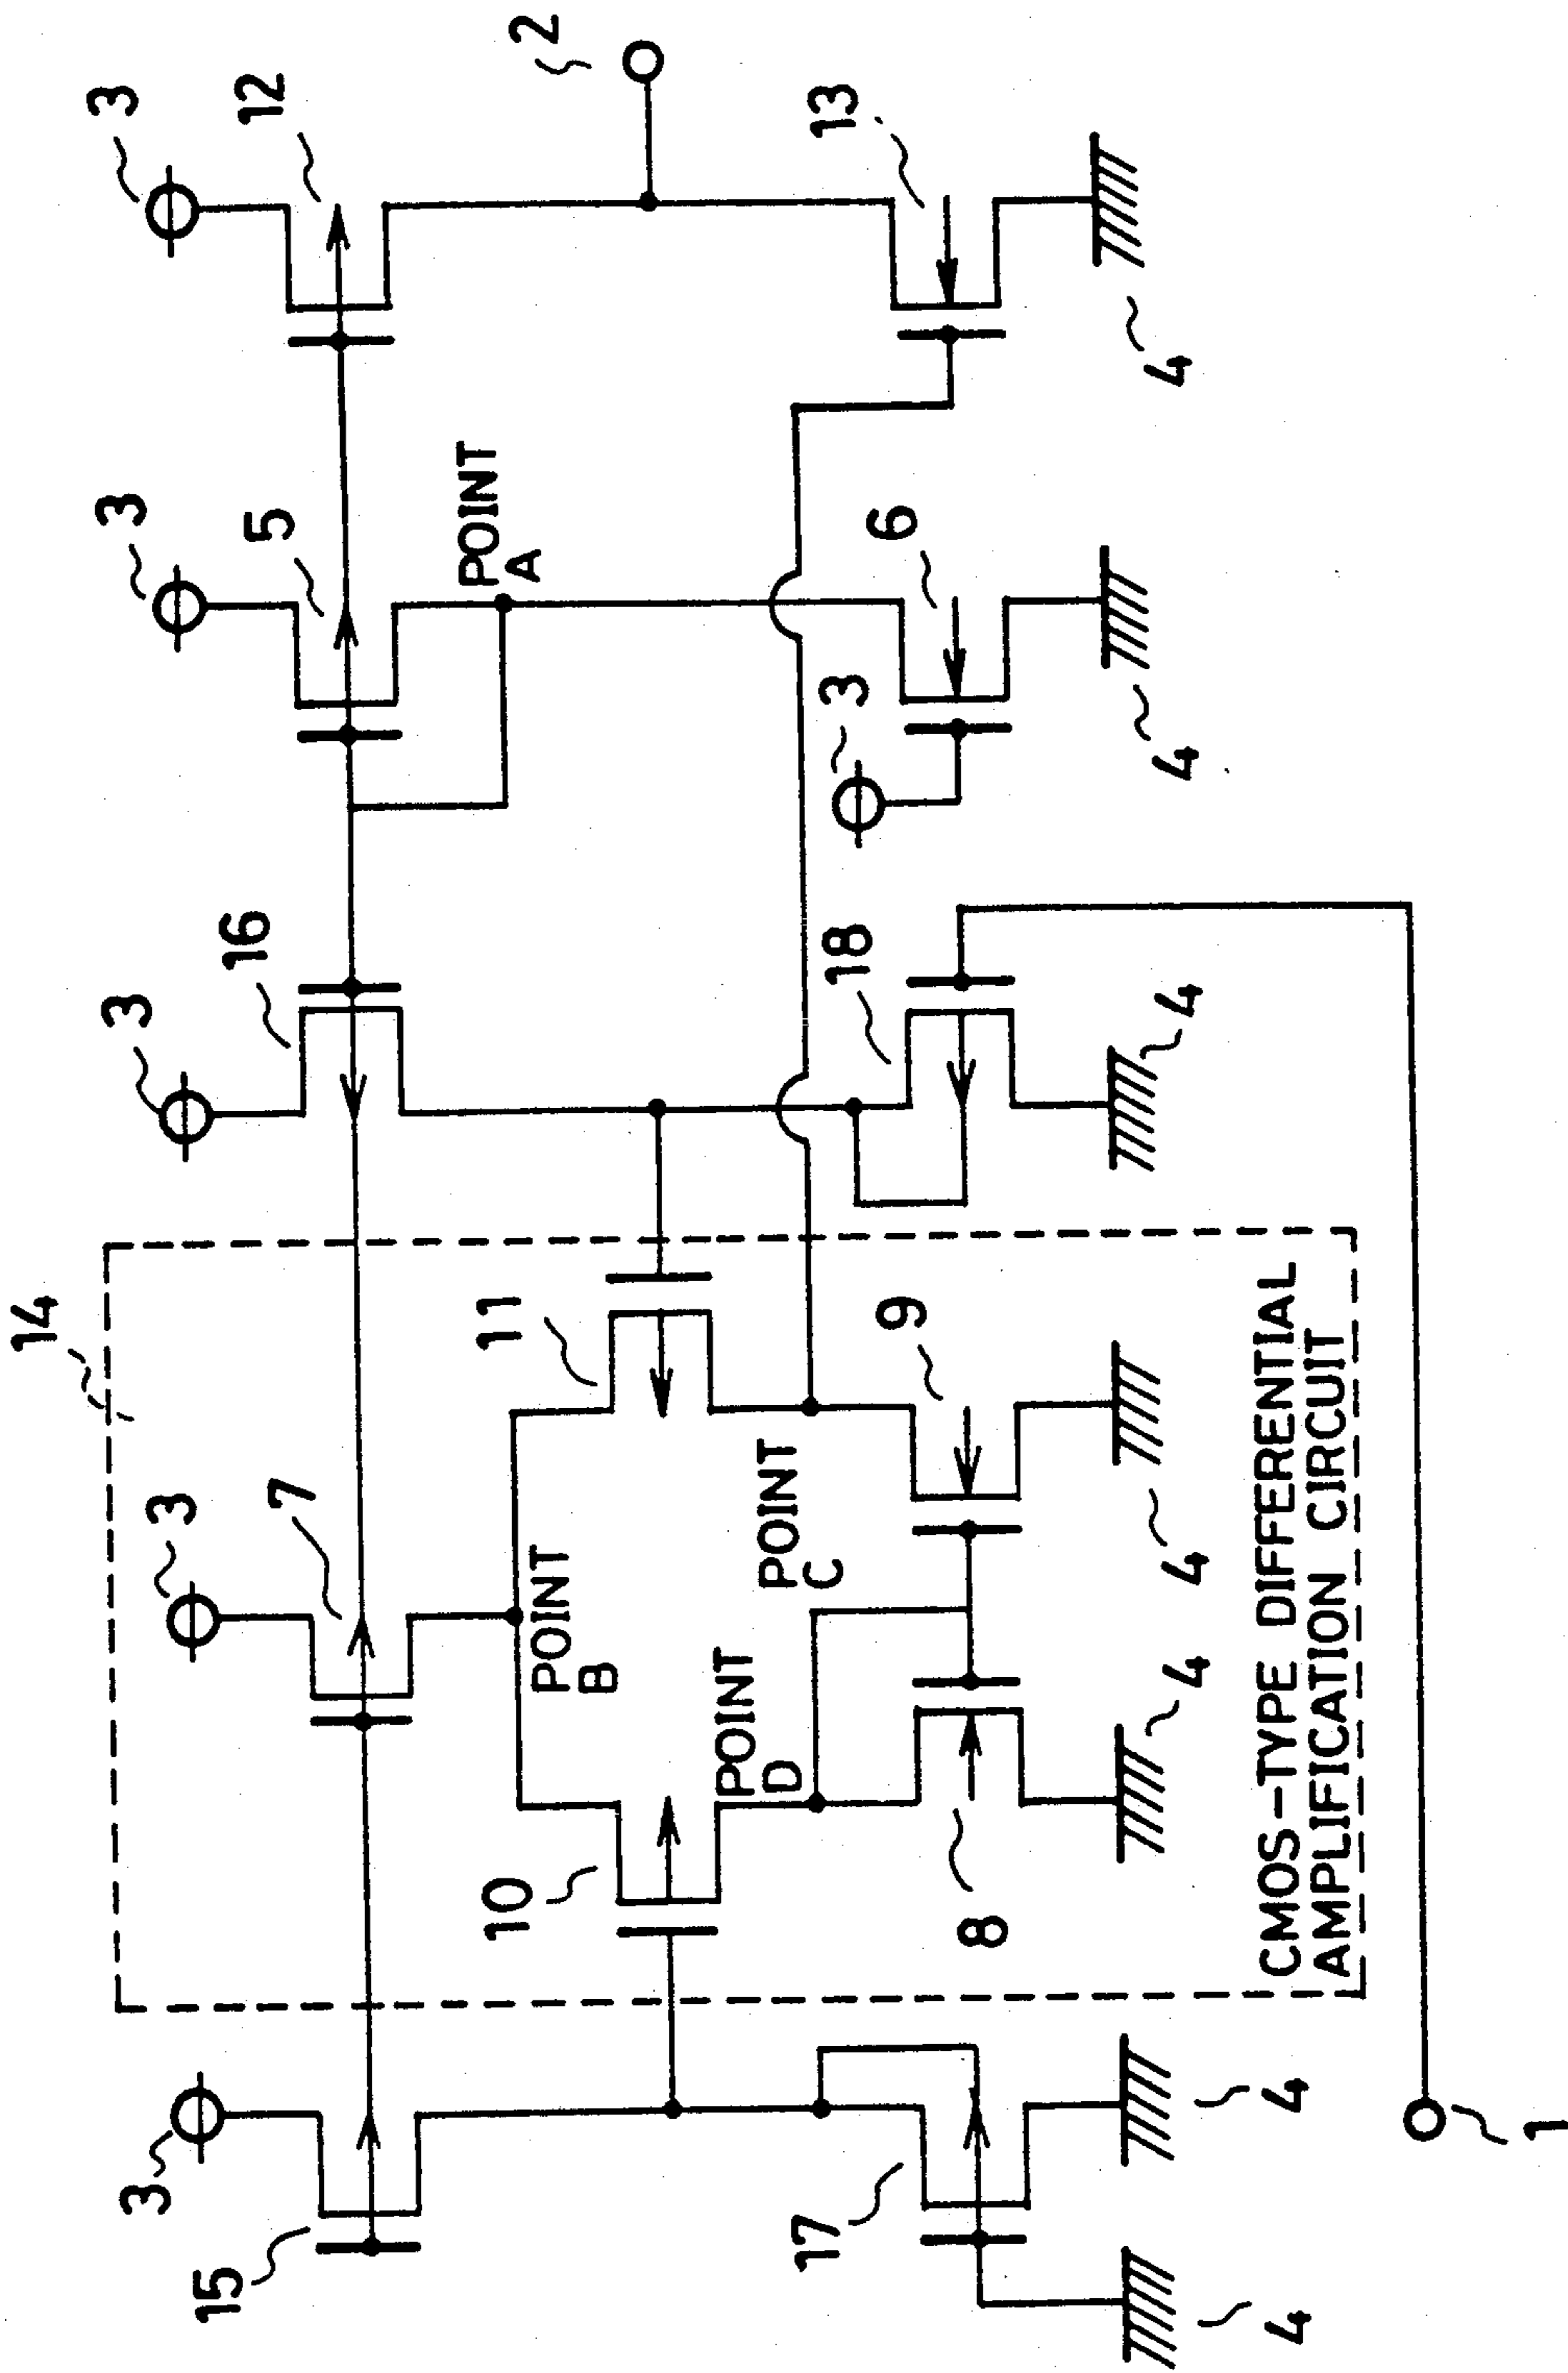 14
3
15
3
7
3
16
3
5
3
12
10
POINT
B
11
POINT
A
2
POINT
D
POINT
C
17
8
9
18
3
6
13
4
4
4
4
4
4
4
CMOS-TYPE DIFFERENTIAL
AMPLIFICATION CIRCUIT
1